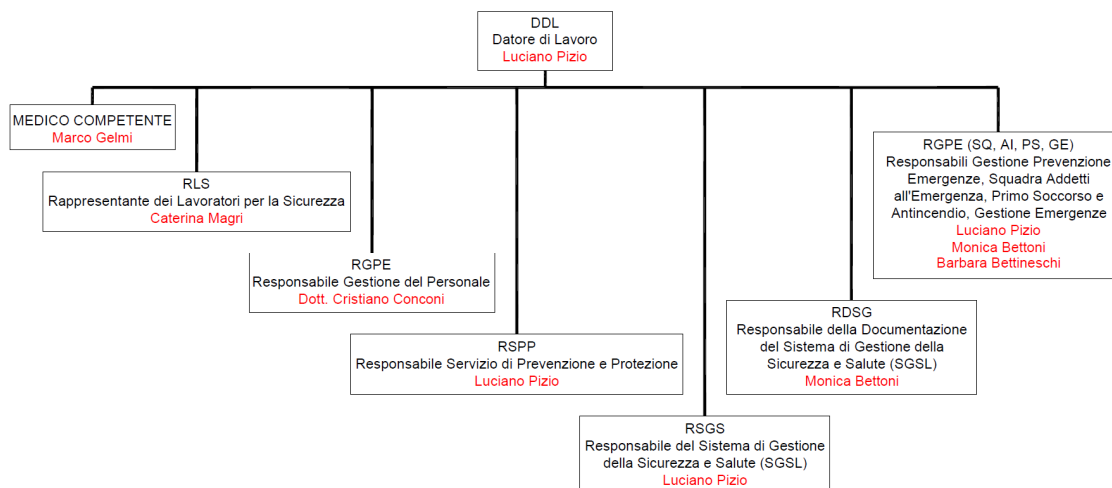 DDL
Datore di Lavoro
Luciano Pizio
MEDICO COMPETENTE
Marco Gelmi
RLS
Rappresentante dei Lavoratori per la Sicurezza
Caterina Magri
RGPE
Responsabile Gestione del Personale
Dott. Cristiano Conconi
RSPP
Responsabile Servizio di Prevenzione e Protezione
Luciano Pizio
RSGS
Responsabile del Sistema di Gestione
della Sicurezza e Salute (SGSL)
Luciano Pizio
RDSG
Responsabile della Documentazione
del Sistema di Gestione della
Sicurezza e Salute (SGSL)
Monica Bettoni
RGPE (SQ, AI, PS, GE)
Responsabili Gestione Prevenzione
Emergenze, Squadra Addetti
all'Emergenza, Primo Soccorso e
Antincendio, Gestione Emergenze
Luciano Pizio
Monica Bettoni
Barbara Bettineschi